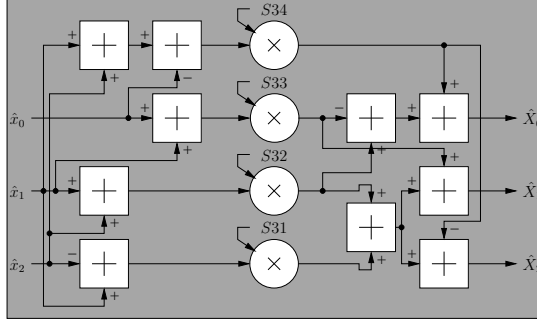 S34
+ + + + −
S33
x̂₀ + + − + + X̂
S32
x̂₁ + + + + + X̂
S31
x̂₂ − + + + + − X̂